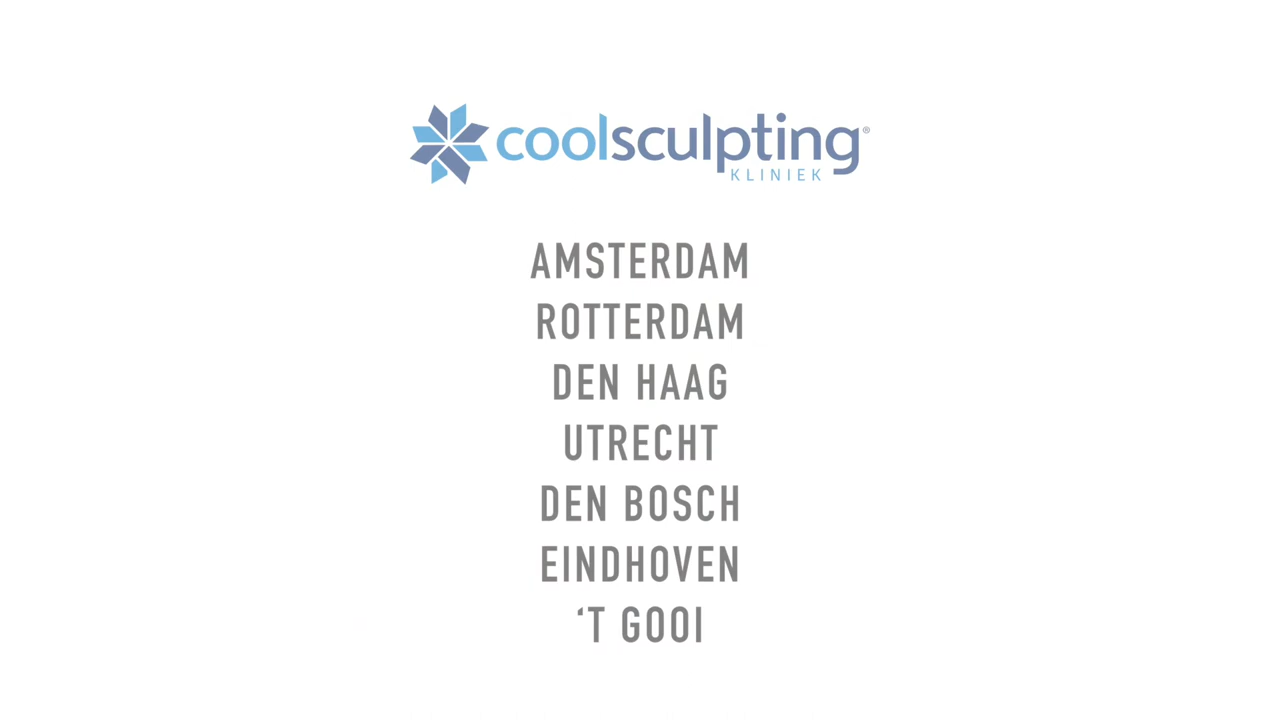 coolsculpting®
KLINIEK
AMSTERDAM
ROTTERDAM
DEN HAAG
UTRECHT
DEN BOSCH
EINDHOVEN
‘T GOOI